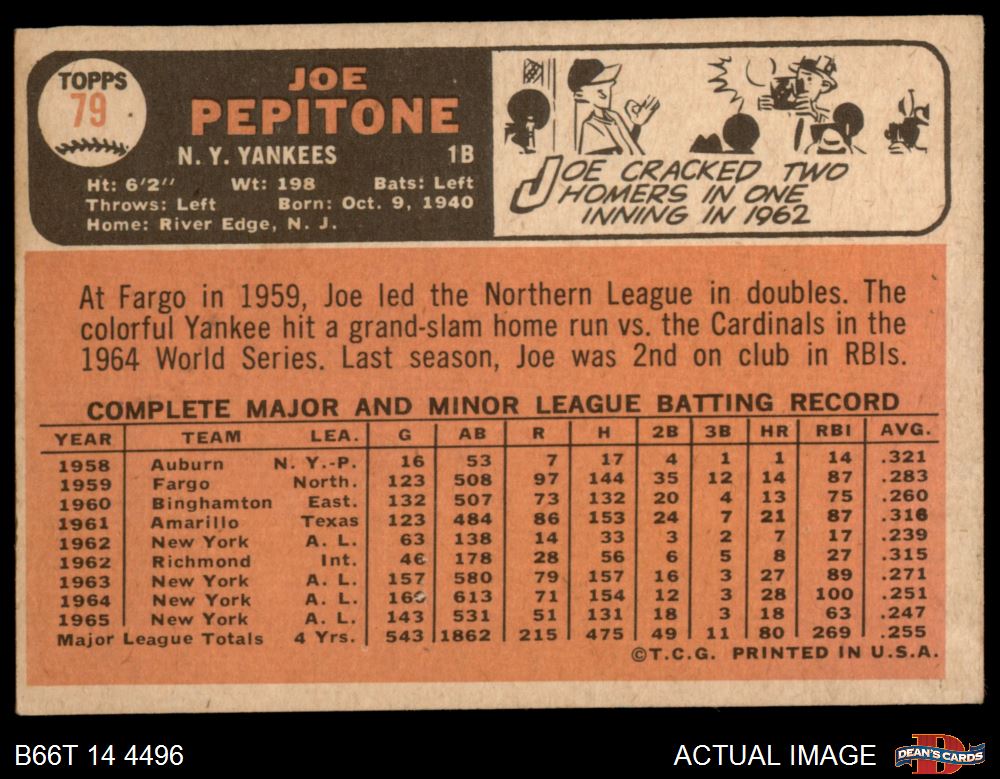 TOPPS
79
JOE
PEPITONE
N. Y. YANKEES 1B
Ht: 6'2" Wt: 198 Bats: Left
Throws: Left Born: Oct. 9, 1940
Home: River Edge, N. J.
JOE CRACKED TWO
HOMERS IN ONE
INNING IN 1962
At Fargo in 1959, Joe led the Northern League in doubles. The
colorful Yankee hit a grand-slam home run vs. the Cardinals in the
1964 World Series. Last season, Joe was 2nd on club in RBIs.
COMPLETE MAJOR AND MINOR LEAGUE BATTING RECORD
YEAR TEAM LEA. G AB R H 2B 3B HR RBI AVG.
1958 Auburn N. Y.-P. 16 53 7 17 4 1 1 14 .321
1959 Fargo North. 123 508 97 144 35 12 14 87 .283
1960 Binghamton East. 132 507 73 132 20 4 13 75 .260
1961 Amarillo Texas 123 484 86 153 24 7 21 87 .316
1962 New York A. L. 63 138 14 33 3 2 7 17 .239
1962 Richmond Int. 46 178 28 56 6 5 8 27 .315
1963 New York A. L. 157 580 79 157 16 3 27 89 .271
1964 New York A. L. 160 613 71 154 12 3 28 100 .251
1965 New York A. L. 143 531 51 131 18 3 18 63 .247
Major League Totals 4 Yrs. 543 1862 215 475 49 11 80 269 .255
©T.C.G. PRINTED IN U.S.A.
B66T 14 4496
ACTUAL IMAGE
DEAN'S CARDS